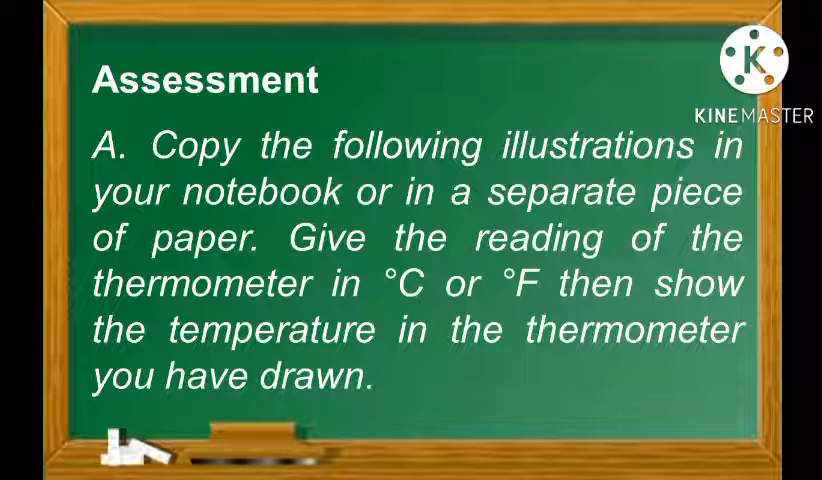 Assessment
K
KINEMASTER
A. Copy the following illustrations in
your notebook or in a separate piece
of paper. Give the reading of the
thermometer in °C or °F then show
the temperature in the thermometer
you have drawn.